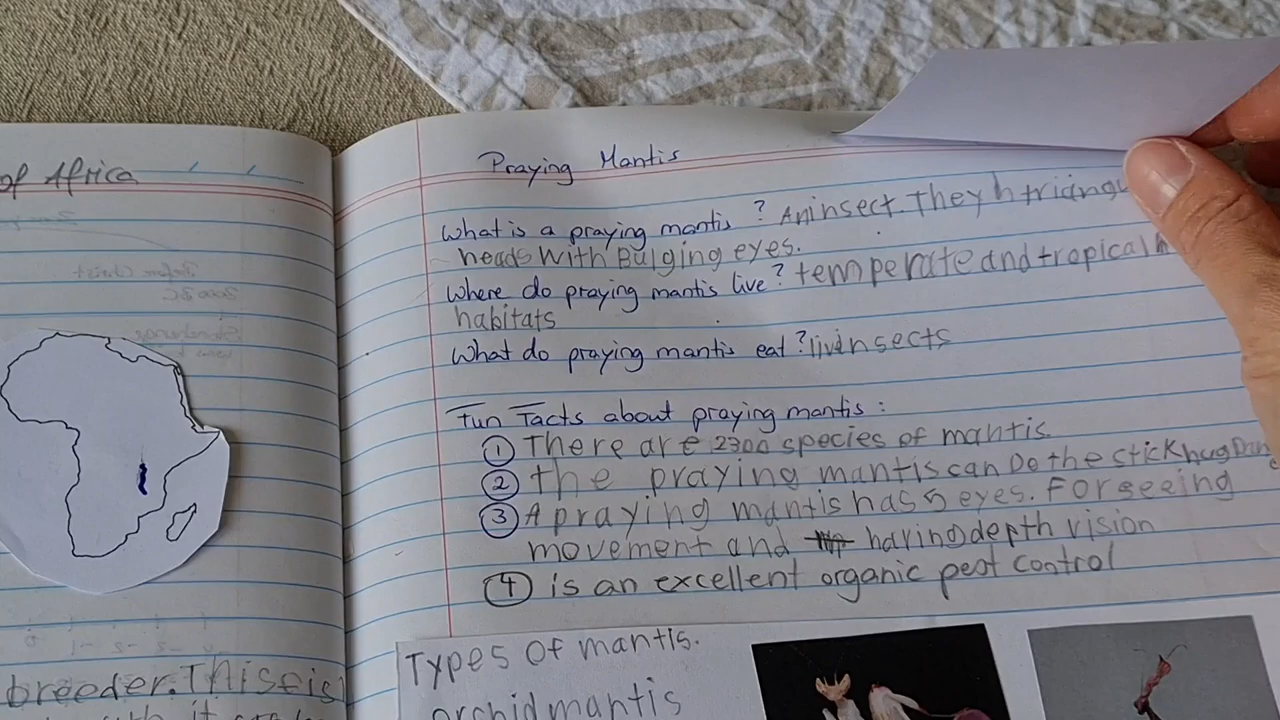 of Africa
breeder. This fis
Praying Mantis
What is a praying mantis ? An insect. They h triangu
heads with Bulging eyes.
Where do praying mantis live? temperate and tropical
habitats
What do praying mantis eat? insects
Fun Facts about praying mantis :
① There are 2300 species of mantis.
② the praying mantis can Do the stick hug
③ A praying mantis has 5 eyes. For seeing
movement and having depth vision
④ is an excellent organic pest control
Types of mantis.
orchid mantis